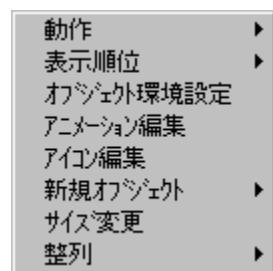 動作
表示順位
ｵﾌﾞｼﾞｪｸﾄ環境設定
ｱﾆﾒｰｼｮﾝ編集
ｱｲｺﾝ編集
新規ｵﾌﾞｼﾞｪｸﾄ
ｻｲｽﾞ変更
整列